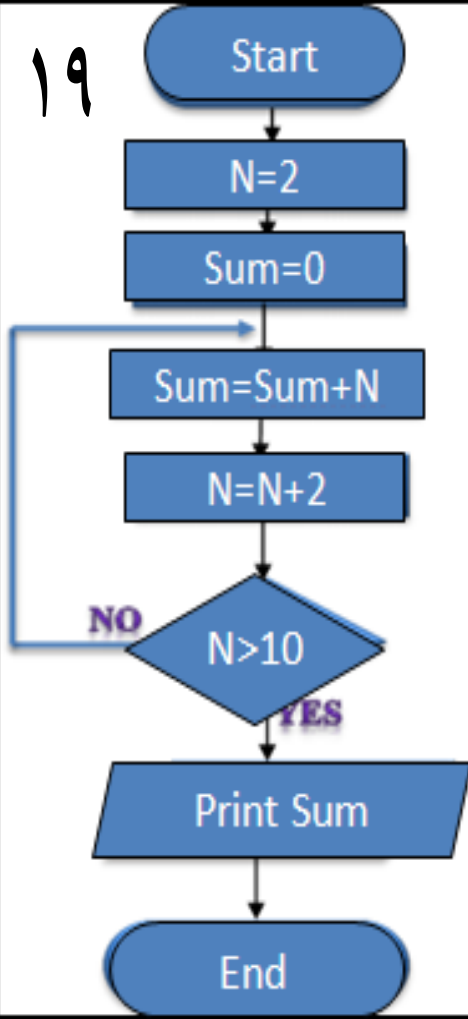 ١٩
Start
N=2
Sum=0
Sum=Sum+N
N=N+2
NO
N>10
YES
Print Sum
End